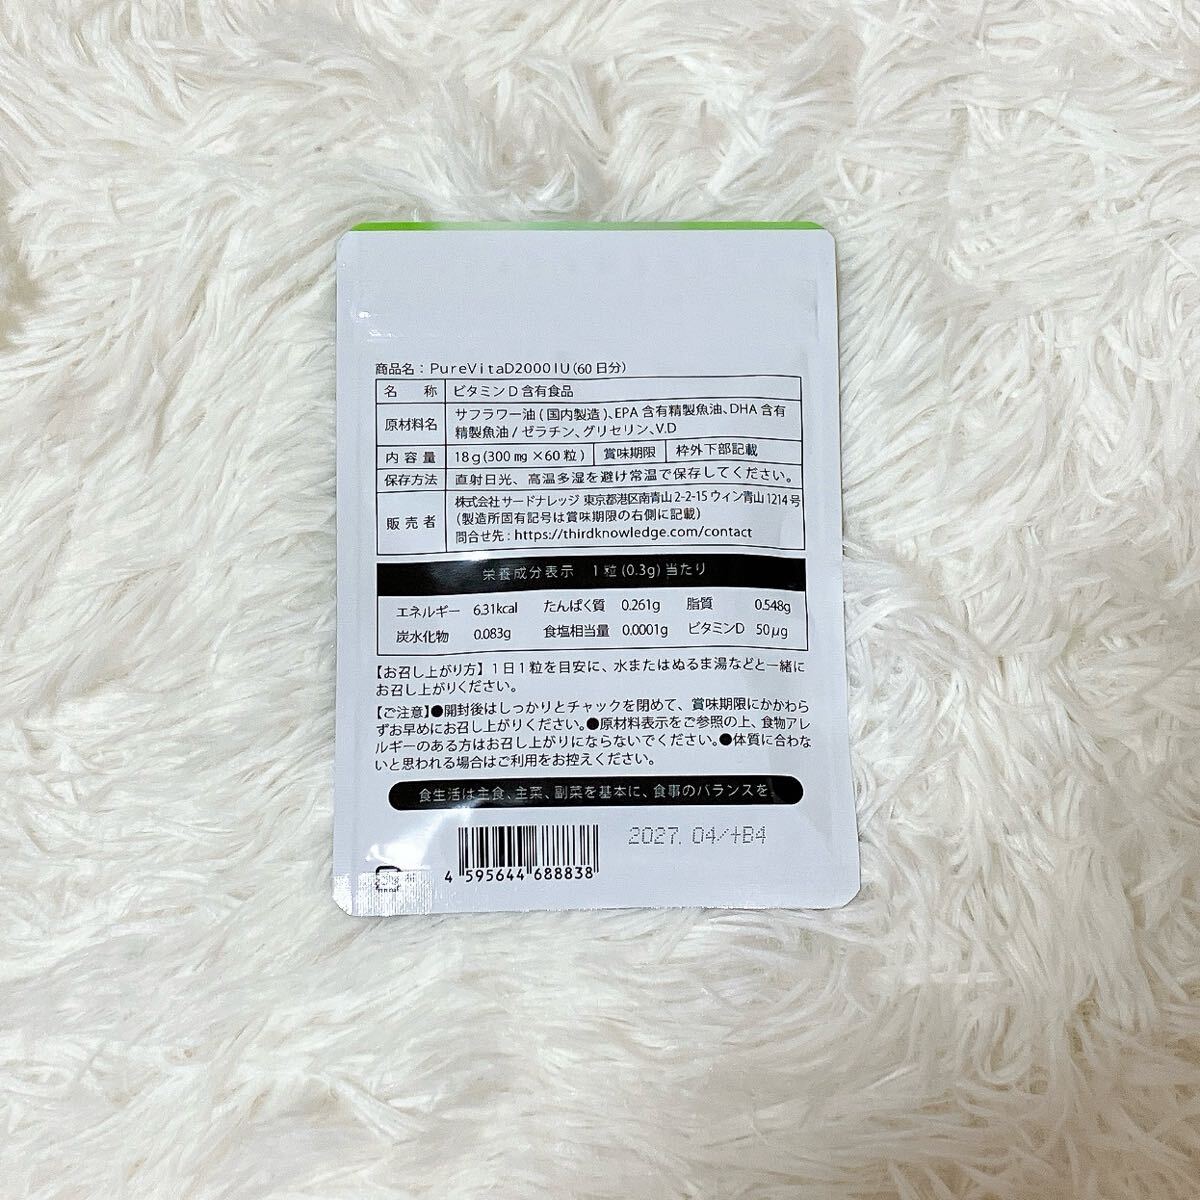 商品名：PureVitaD2000IU(60日分)
名 称 ビタミンD含有食品
原材料名 サフラワー油(国内製造)、EPA含有精製魚油、DHA含有
精製魚油/ゼラチン、グリセリン、V.D
内容量 18g(300㎎×60粒) 賞味期限 枠外下部記載
保存方法 直射日光、高温多湿を避け常温で保存してください。
販売者 株式会社サードナレッジ 東京都港区南青山2-2-15ウィン青山1214号
(製造所固有記号は賞味期限の右側に記載)
問合せ先：https://thirdknowledge.com/contact
栄養成分表示 1粒(0.3g)当たり
エネルギー 6.31kcal たんぱく質 0.261g 脂質 0.548g
炭水化物 0.083g 食塩相当量 0.0001g ビタミンD 50μg
【お召し上がり方】1日1粒を目安に、水またはぬるま湯などと一緒に
お召し上がりください。
【ご注意】●開封後はしっかりとチャックを閉めて、賞味期限にかかわら
ずお早めにお召し上がりください。●原材料表示をご参照の上、食物アレ
ルギーのある方はお召し上がりにならないでください。●体質に合わな
いと思われる場合はご利用をお控えください。
食生活は主食、主菜、副菜を基本に、食事のバランスを
2027.04/+B4
4 595644 688838